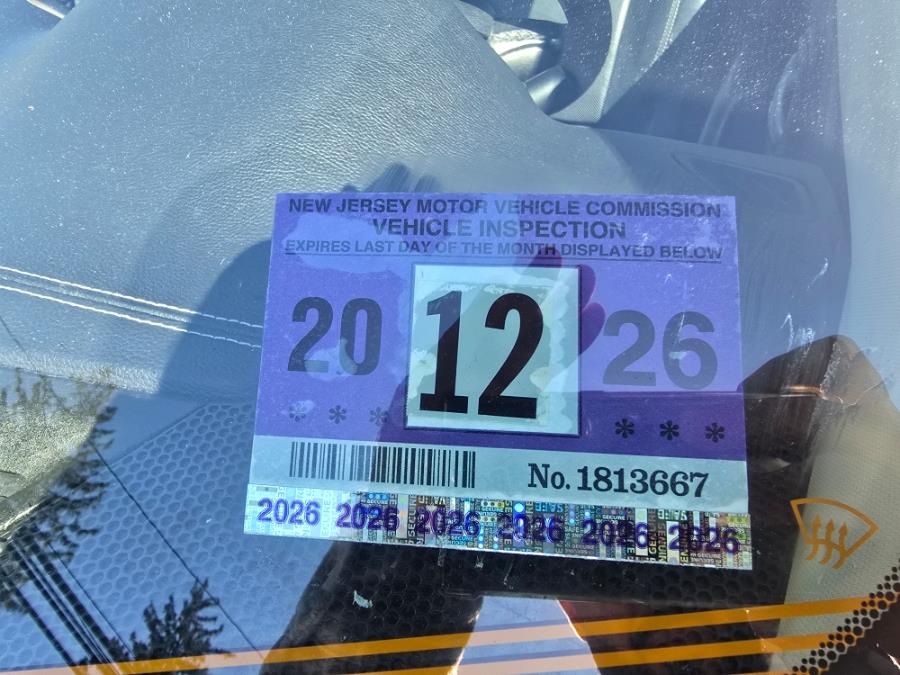 NEW JERSEY MOTOR VEHICLE COMMISSION
VEHICLE INSPECTION
EXPIRES LAST DAY OF THE MONTH DISPLAYED BELOW
20 12 26
* * * * * *
No. 1813667
2026 2026 2026 2026 2026 2026